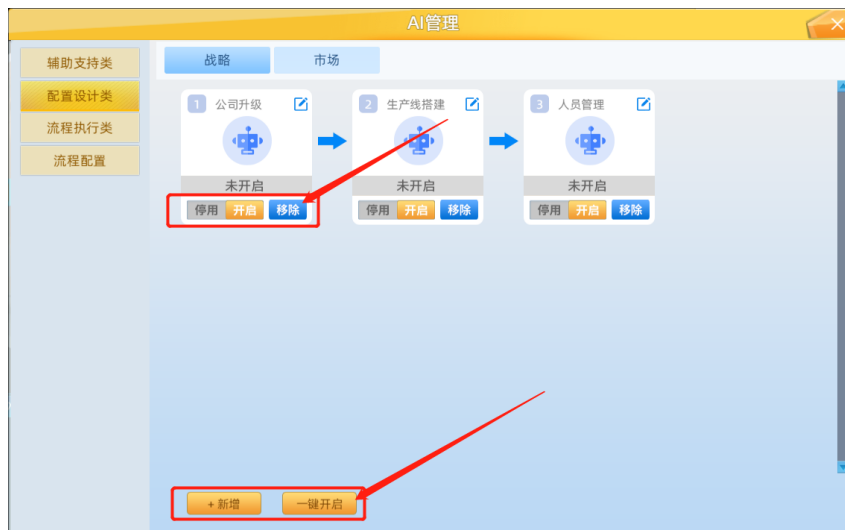 AI管理
辅助支持类
配置设计类
流程执行类
流程配置
战略 市场
1 公司升级 2 生产线搭建 3 人员管理
未开启 未开启 未开启
停用 开启 移除 停用 开启 移除 停用 开启 移除
+ 新增 一键开启